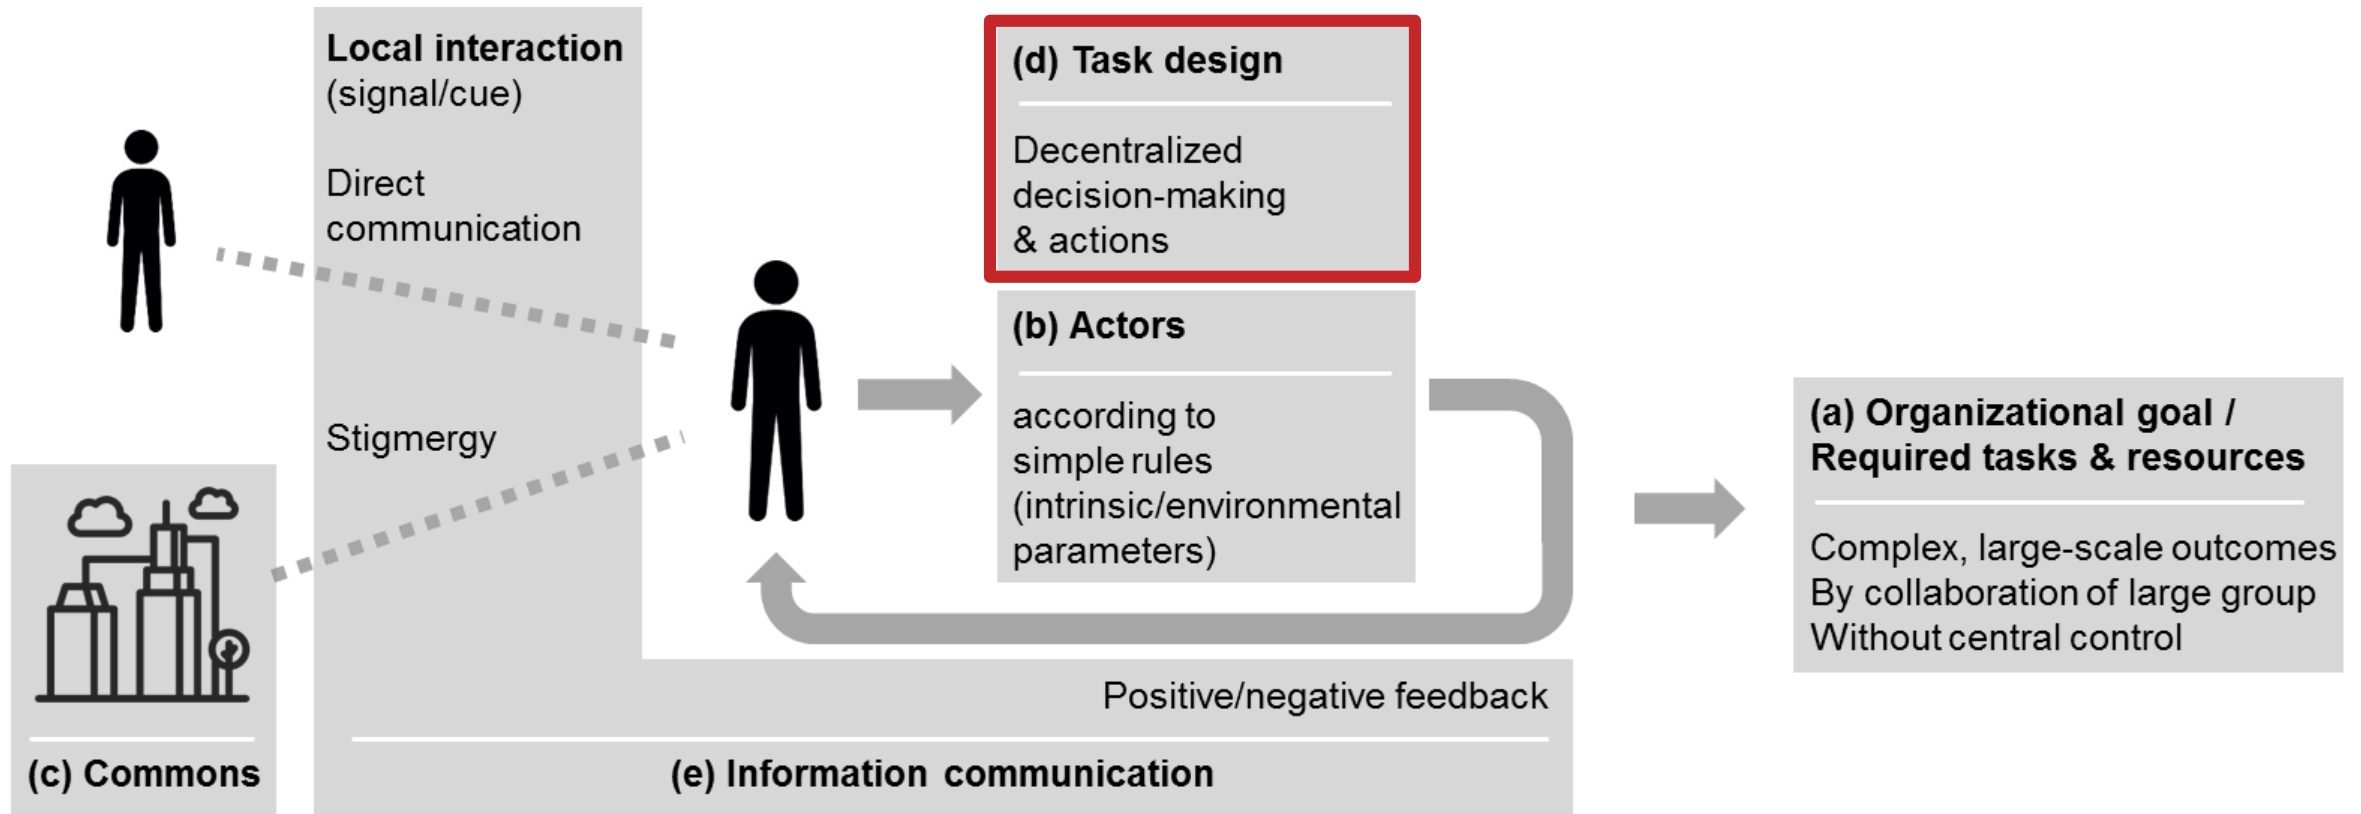 Local interaction
(signal/cue)
Direct
communication
Stigmergy
(c) Commons
(d) Task design
Decentralized
decision-making
& actions
(b) Actors
according to
simple rules
(intrinsic/environmental
parameters)
Positive/negative feedback
(e) Information communication
(a) Organizational goal /
Required tasks & resources
Complex, large-scale outcomes
By collaboration of large group
Without central control